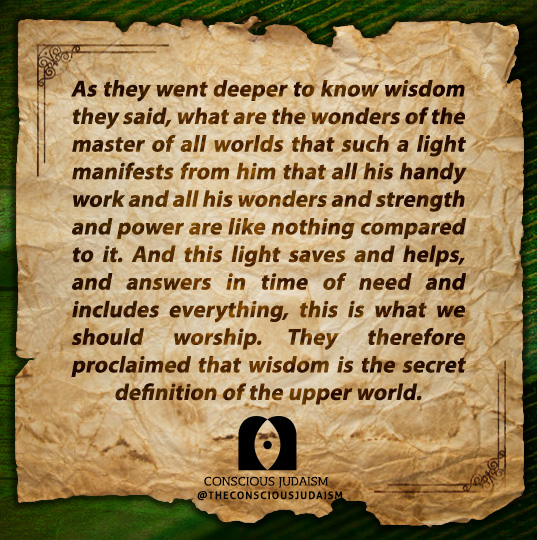 As they went deeper to know wisdom
they said, what are the wonders of the
master of all worlds that such a light
manifests from him that all his handy
work and all his wonders and strength
and power are like nothing compared
to it. And this light saves and helps,
and answers in time of need and
includes everything, this is what we
should worship. They therefore
proclaimed that wisdom is the secret
definition of the upper world.
CONSCIOUS JUDAISM
@THECONSCIOUSJUDAISM